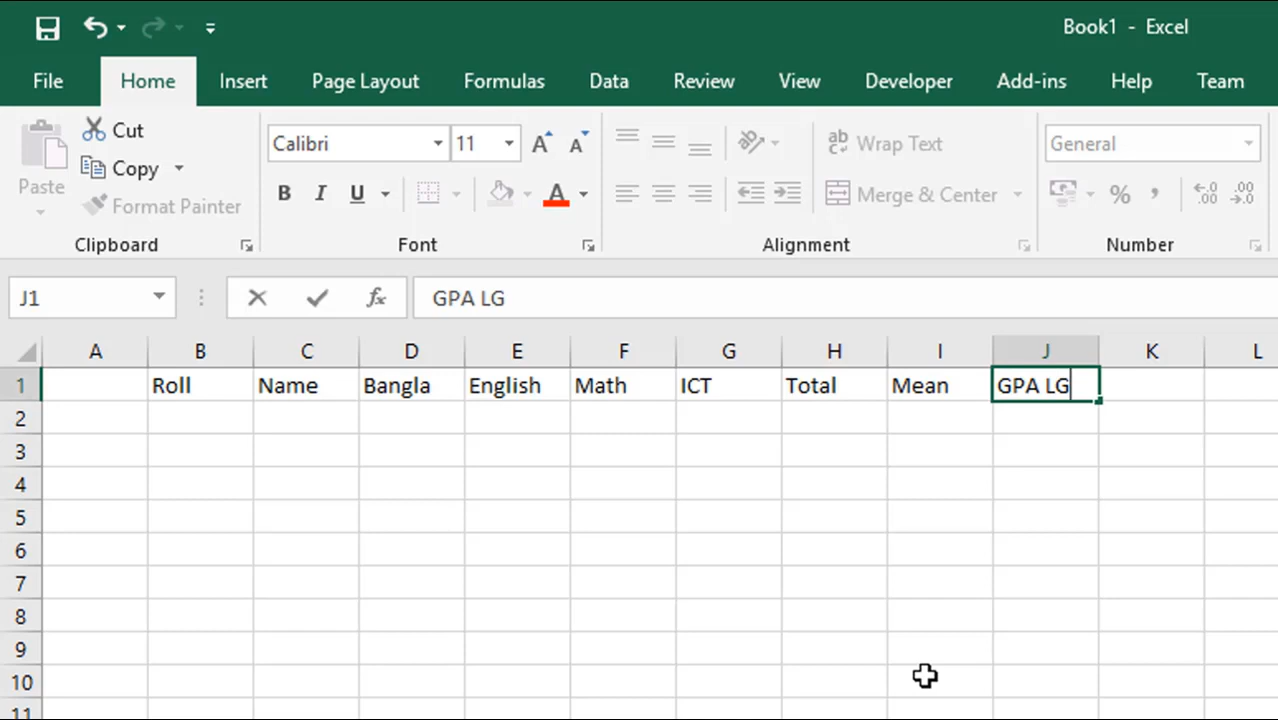 Book1 - Excel
File Home Insert Page Layout Formulas Data Review View Developer Add-ins Help Team
Paste
Cut
Copy
Format Painter
Clipboard
Calibri 11 A A
B I U A
Font
ab Wrap Text
Merge & Center
Alignment
General
% , .00 .00
Number
J1 fx GPA LG
A B C D E F G H I J K L
1 Roll Name Bangla English Math ICT Total Mean GPA LG
2
3
4
5
6
7
8
9
10
11